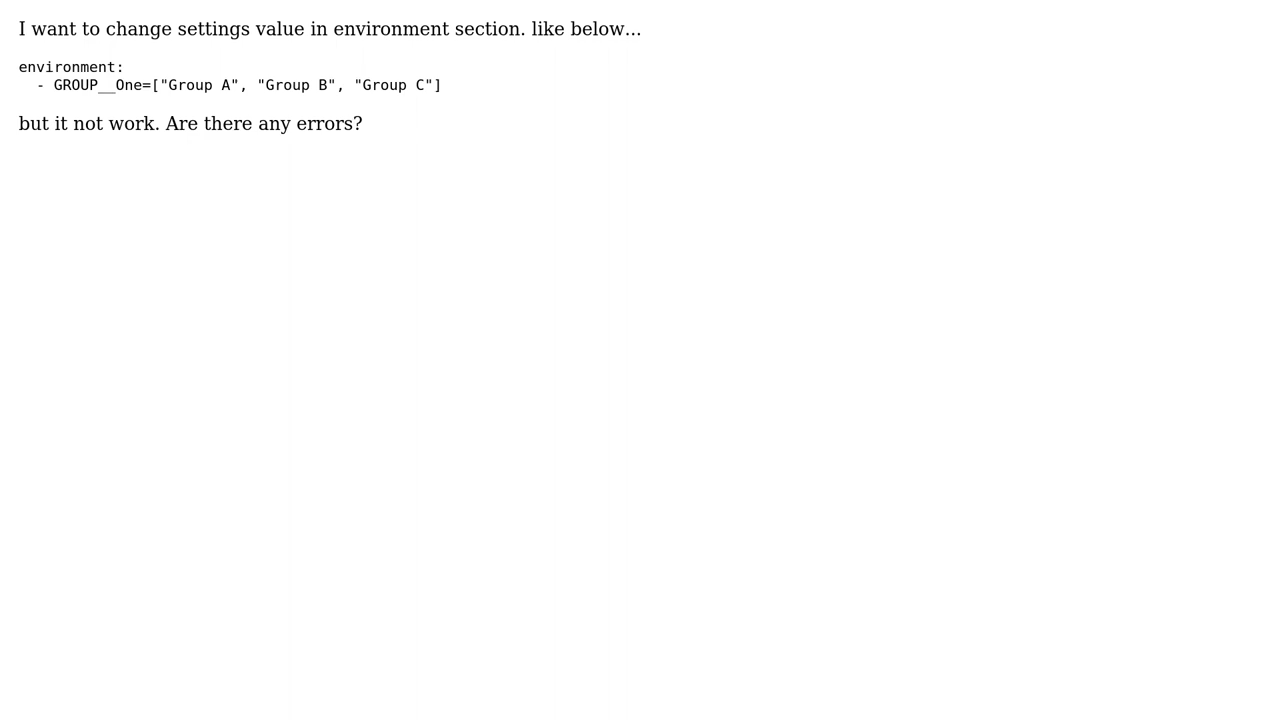 I want to change settings value in environment section. like below...
environment:
  - GROUP__One=["Group A", "Group B", "Group C"]
but it not work. Are there any errors?